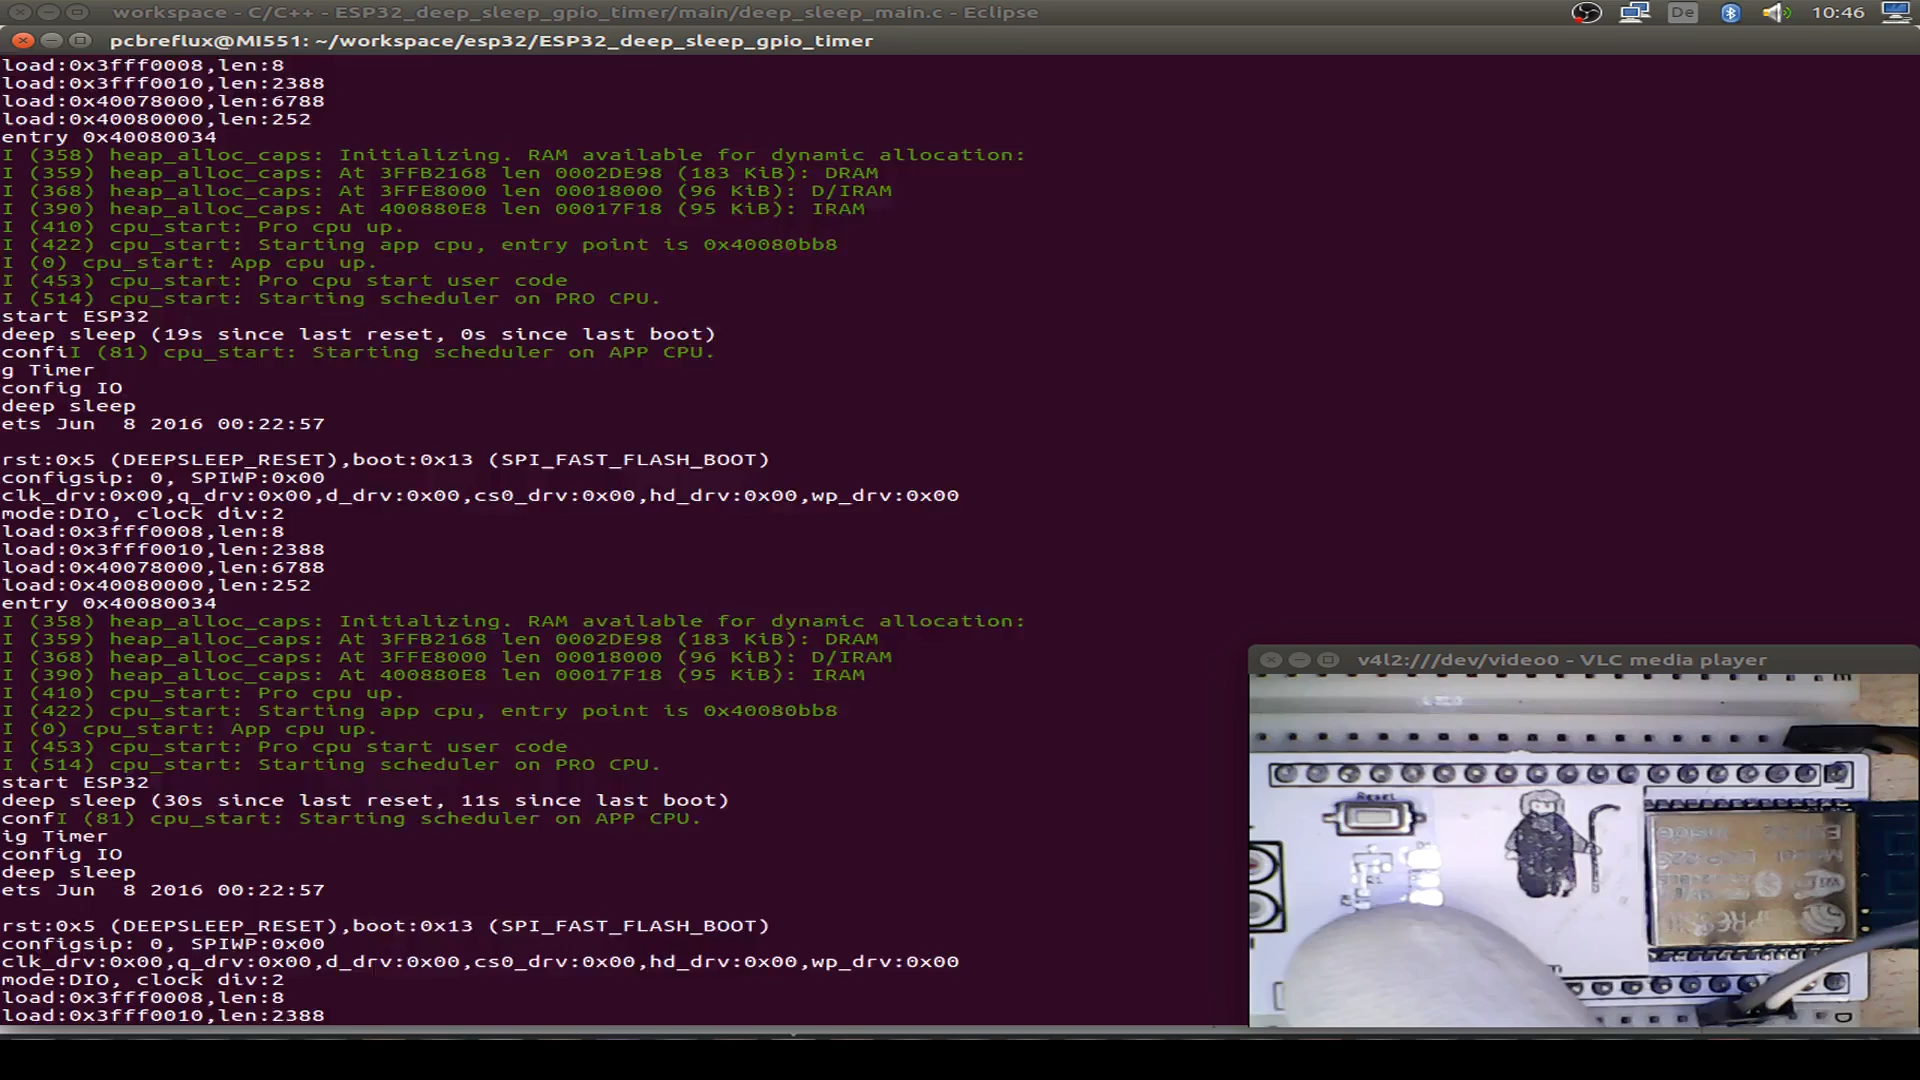 workspace - C/C++ - ESP32_deep_sleep_gpio_timer/main/deep_sleep_main.c - Eclipse
De
10:46
pcbreflux@MI551: ~/workspace/esp32/ESP32_deep_sleep_gpio_timer
load:0x3fff0008,len:8
load:0x3fff0010,len:2388
load:0x40078000,len:6788
load:0x40080000,len:252
entry 0x40080034
I (358) heap_alloc_caps: Initializing. RAM available for dynamic allocation:
I (359) heap_alloc_caps: At 3FFB2168 len 0002DE98 (183 KiB): DRAM
I (368) heap_alloc_caps: At 3FFE8000 len 00018000 (96 KiB): D/IRAM
I (390) heap_alloc_caps: At 400880E8 len 00017F18 (95 KiB): IRAM
I (410) cpu_start: Pro cpu up.
I (422) cpu_start: Starting app cpu, entry point is 0x40080bb8
I (0) cpu_start: App cpu up.
I (453) cpu_start: Pro cpu start user code
I (514) cpu_start: Starting scheduler on PRO CPU.
start ESP32
deep sleep (19s since last reset, 0s since last boot)
confiI (81) cpu_start: Starting scheduler on APP CPU.
g Timer
config IO
deep sleep
ets Jun  8 2016 00:22:57
rst:0x5 (DEEPSLEEP_RESET),boot:0x13 (SPI_FAST_FLASH_BOOT)
configsip: 0, SPIWP:0x00
clk_drv:0x00,q_drv:0x00,d_drv:0x00,cs0_drv:0x00,hd_drv:0x00,wp_drv:0x00
mode:DIO, clock div:2
load:0x3fff0008,len:8
load:0x3fff0010,len:2388
load:0x40078000,len:6788
load:0x40080000,len:252
entry 0x40080034
I (358) heap_alloc_caps: Initializing. RAM available for dynamic allocation:
I (359) heap_alloc_caps: At 3FFB2168 len 0002DE98 (183 KiB): DRAM
I (368) heap_alloc_caps: At 3FFE8000 len 00018000 (96 KiB): D/IRAM
I (390) heap_alloc_caps: At 400880E8 len 00017F18 (95 KiB): IRAM
I (410) cpu_start: Pro cpu up.
I (422) cpu_start: Starting app cpu, entry point is 0x40080bb8
I (0) cpu_start: App cpu up.
I (453) cpu_start: Pro cpu start user code
I (514) cpu_start: Starting scheduler on PRO CPU.
start ESP32
deep sleep (30s since last reset, 11s since last boot)
confI (81) cpu_start: Starting scheduler on APP CPU.
ig Timer
config IO
deep sleep
ets Jun  8 2016 00:22:57
rst:0x5 (DEEPSLEEP_RESET),boot:0x13 (SPI_FAST_FLASH_BOOT)
configsip: 0, SPIWP:0x00
clk_drv:0x00,q_drv:0x00,d_drv:0x00,cs0_drv:0x00,hd_drv:0x00,wp_drv:0x00
mode:DIO, clock div:2
load:0x3fff0008,len:8
load:0x3fff0010,len:2388
v4l2:///dev/video0 - VLC media player
Reset